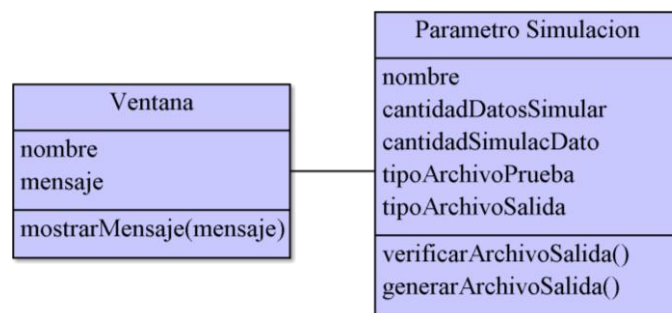 Ventana
nombre
mensaje
mostrarMensaje(mensaje)
Parametro Simulacion
nombre
cantidadDatosSimular
cantidadSimulacDato
tipoArchivoPrueba
tipoArchivoSalida
verificarArchivoSalida()
generarArchivoSalida()